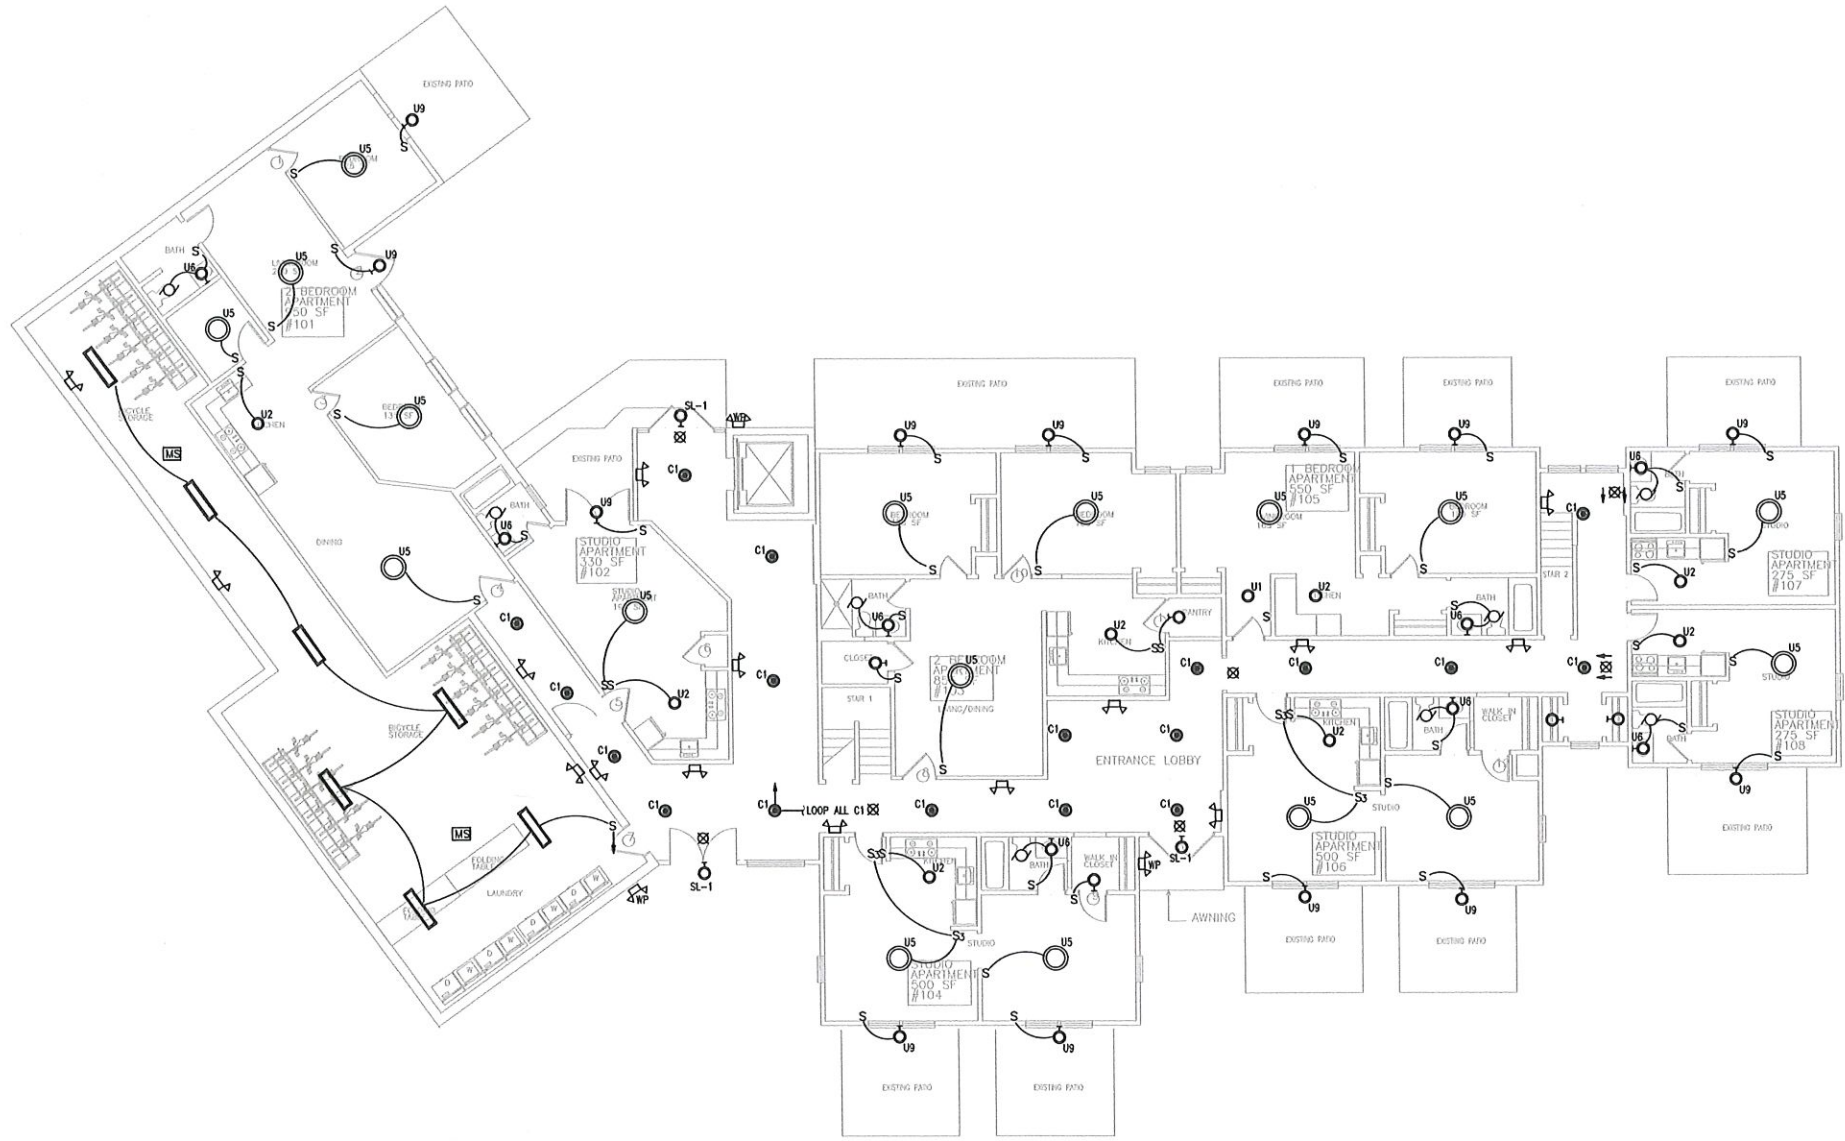 EXISTING PATIO
U9
U5
S
S
S
BATH
S
U6
U5
U9
2 BEDROOM
APARTMENT
#101
S
U5
S
S
U2
BICYCLE
STORAGE
MS
S
U5
DINING
U5
S
EXISTING PATIO
SL-1
WP
C1
U9
S
BATH
U6
S
STUDIO
APARTMENT
330 SF
#102
U5
C1
C1
C1
C1
SS
U2
C1
C1
BICYCLE
STORAGE
MS
FOLDING
TABLE
LAUNDRY
S
WP
SL-1
C1
LOOP ALL C1
EXISTING PATIO
U9
S
U9
S
U5
S
U5
S
BATH
S
U6
CLOSET
S
STAR 1
2 BEDROOM
APARTMENT
#103
U5
LIVING/DINING
S
U2
KITCHEN
SS
PANTRY
C1
C1
C1
ENTRANCE LOBBY
C1
C1
C1
SL-1
WP
AWNING
EXISTING PATIO
EXISTING PATIO
U9
S
U9
S
1 BEDROOM
APARTMENT
550 SF
#105
U5
U5
S
U1
S
U2
S
BATH
U6
C1
C1
C1
C1
STAR 2
EXISTING PATIO
U9
S
U6
BATH
S
U5
STUDIO
S
S
U2
STUDIO
APARTMENT
275 SF
#107
U2
S
S
U5
STUDIO
APARTMENT
275 SF
#108
S
BATH
U6
S
U9
EXISTING PATIO
S3S
KITCHEN
U2
U6
BATH
S
WALK IN
CLOSET
U5
S3
STUDIO
S
U5
STUDIO
APARTMENT
500 SF
#106
S
U9
S
U9
EXISTING PATIO
EXISTING PATIO
S3S
KITCHEN
U2
U6
BATH
S
WALK IN
CLOSET
S
S3
STUDIO
U5
S
U5
STUDIO
APARTMENT
500 SF
#104
S
U9
S
U9
EXISTING PATIO
EXISTING PATIO